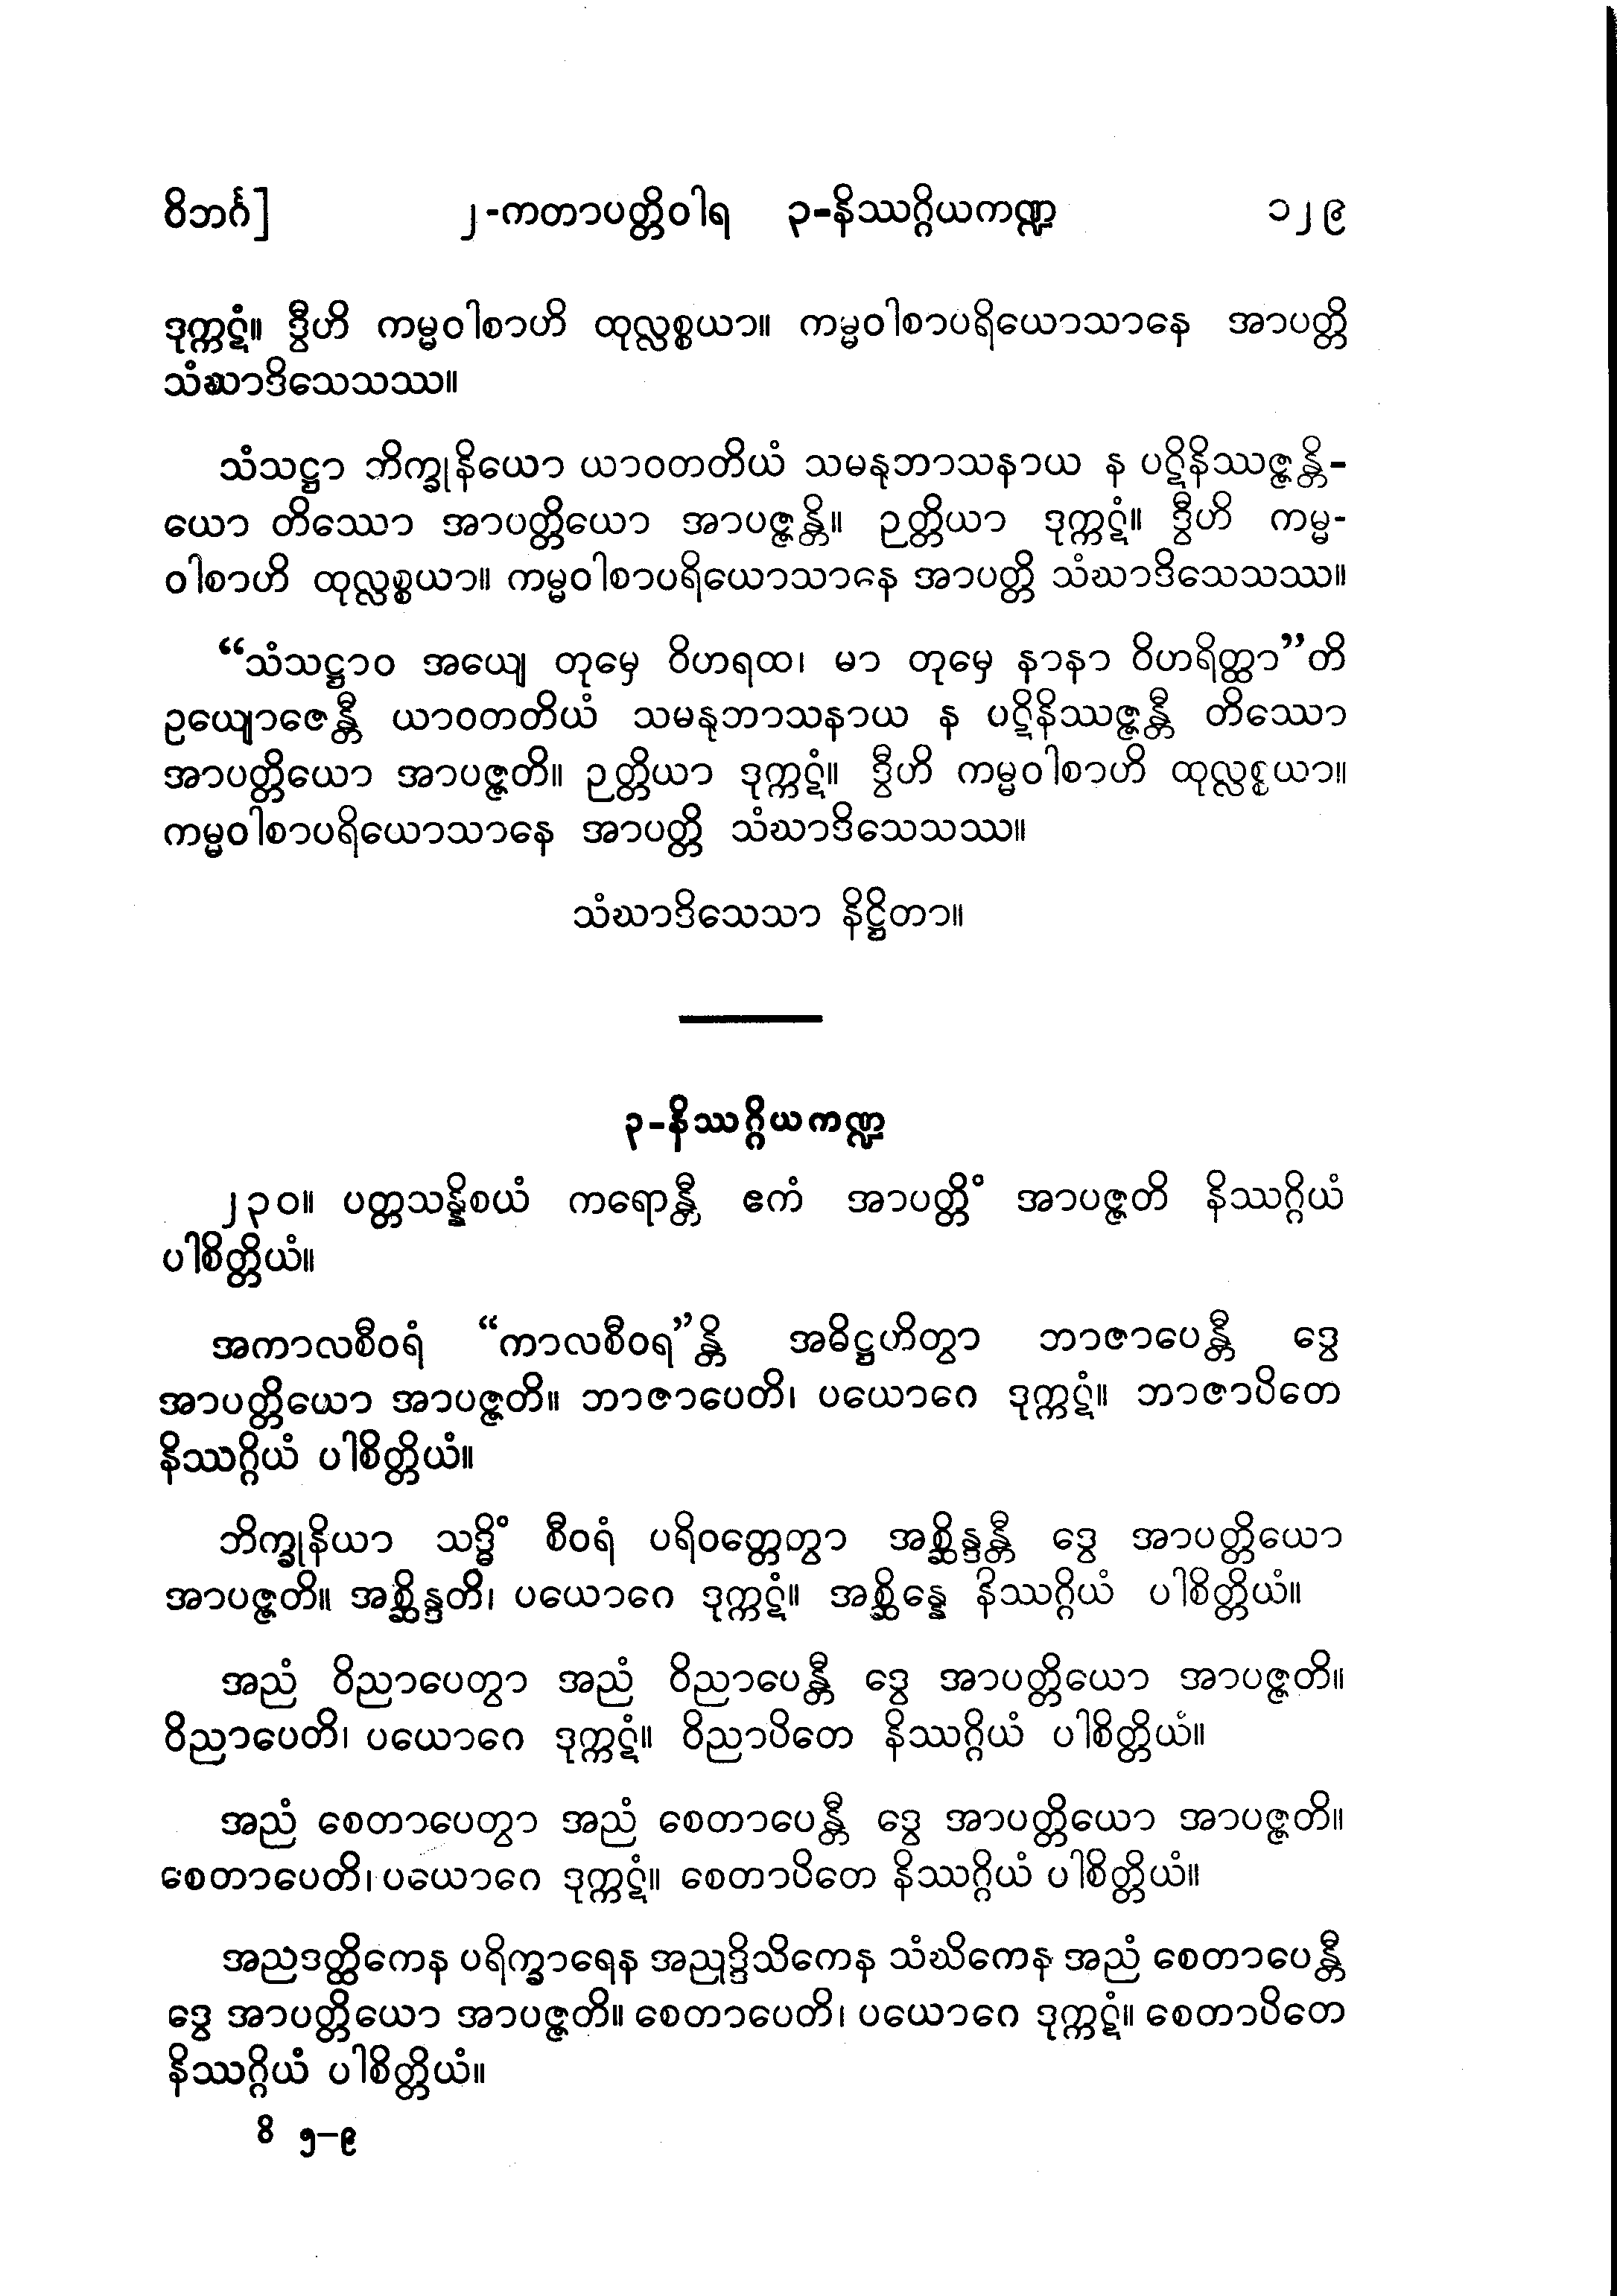 ဝိဘင်္ဂ] ၂-ကတာပတ္တိဝါရ ၃-နိဿဂ္ဂိယကဏ္ဍ ၁၂၉
ဒုက္ကဋံ။ ဒွီဟိ ကမ္မဝါစာဟိ ထုလ္လစ္စယာ။ ကမ္မဝါစာပရိယောသာနေ အာပတ္တိ
သံဃာဒိသေသဿ။
သံသဋ္ဌာ ဘိက္ခုနိယော ယာဝတတိယံ သမနုဘာသနာယ န ပဋိနိဿဇ္ဇန္တိ-
ယော တိဿော အာပတ္တိယော အာပဇ္ဇန္တိ။ ဉတ္တိယာ ဒုက္ကဋံ။ ဒွီဟိ ကမ္မ-
ဝါစာဟိ ထုလ္လစ္စယာ။ ကမ္မဝါစာပရိယောသာနေ အာပတ္တိ သံဃာဒိသေသဿ။
“သံသဋ္ဌာဝ အယျေ တုမှေ ဝိဟရထ၊ မာ တုမှေ နာနာ ဝိဟရိတ္ထာ”တိ
ဥယျောဇေန္တီ ယာဝတတိယံ သမနုဘာသနာယ န ပဋိနိဿဇ္ဇန္တီ တိဿော
အာပတ္တိယော အာပဇ္ဇတိ။ ဉတ္တိယာ ဒုက္ကဋံ။ ဒွီဟိ ကမ္မဝါစာဟိ ထုလ္လစ္စယာ။
ကမ္မဝါစာပရိယောသာနေ အာပတ္တိ သံဃာဒိသေသဿ။
သံဃာဒိသေသာ နိဋ္ဌိတာ။
၃-နိဿဂ္ဂိယကဏ္ဍ
၂၃၀။ ပတ္တသန္နိစယံ ကရောန္တီ ဧကံ အာပတ္တိံ အာပဇ္ဇတိ နိဿဂ္ဂိယံ
ပါစိတ္တိယံ။
အကာလစီဝရံ “ကာလစီဝရ”န္တိ အဓိဋ္ဌဟိတွာ ဘာဇာပေန္တီ ဒွေ
အာပတ္တိယော အာပဇ္ဇတိ။ ဘာဇာပေတိ၊ ပယောဂေ ဒုက္ကဋံ။ ဘာဇာပိတေ
နိဿဂ္ဂိယံ ပါစိတ္တိယံ။
ဘိက္ခုနိယာ သဒ္ဓိံ စီဝရံ ပရိဝတ္တေတွာ အစ္ဆိန္ဒန္တီ ဒွေ အာပတ္တိယော
အာပဇ္ဇတိ။ အစ္ဆိန္ဒတိ၊ ပယောဂေ ဒုက္ကဋံ။ အစ္ဆိန္နေ နိဿဂ္ဂိယံ ပါစိတ္တိယံ။
အညံ ဝိညာပေတွာ အညံ ဝိညာပေန္တီ ဒွေ အာပတ္တိယော အာပဇ္ဇတိ။
ဝိညာပေတိ၊ ပယောဂေ ဒုက္ကဋံ။ ဝိညာပိတေ နိဿဂ္ဂိယံ ပါစိတ္တိယံ။
အညံ စေတာပေတွာ အညံ စေတာပေန္တီ ဒွေ အာပတ္တိယော အာပဇ္ဇတိ။
စေတာပေတိ၊ ပယောဂေ ဒုက္ကဋံ။ စေတာပိတေ နိဿဂ္ဂိယံ ပါစိတ္တိယံ။
အညဒတ္ထိကေန ပရိက္ခာရေန အညုဒ္ဒိသိကေန သံဃိကေန အညံ စေတာပေန္တီ
ဒွေ အာပတ္တိယော အာပဇ္ဇတိ။ စေတာပေတိ၊ ပယောဂေ ဒုက္ကဋံ။ စေတာပိတေ
နိဿဂ္ဂိယံ ပါစိတ္တိယံ။
ဝိ ၅–၉